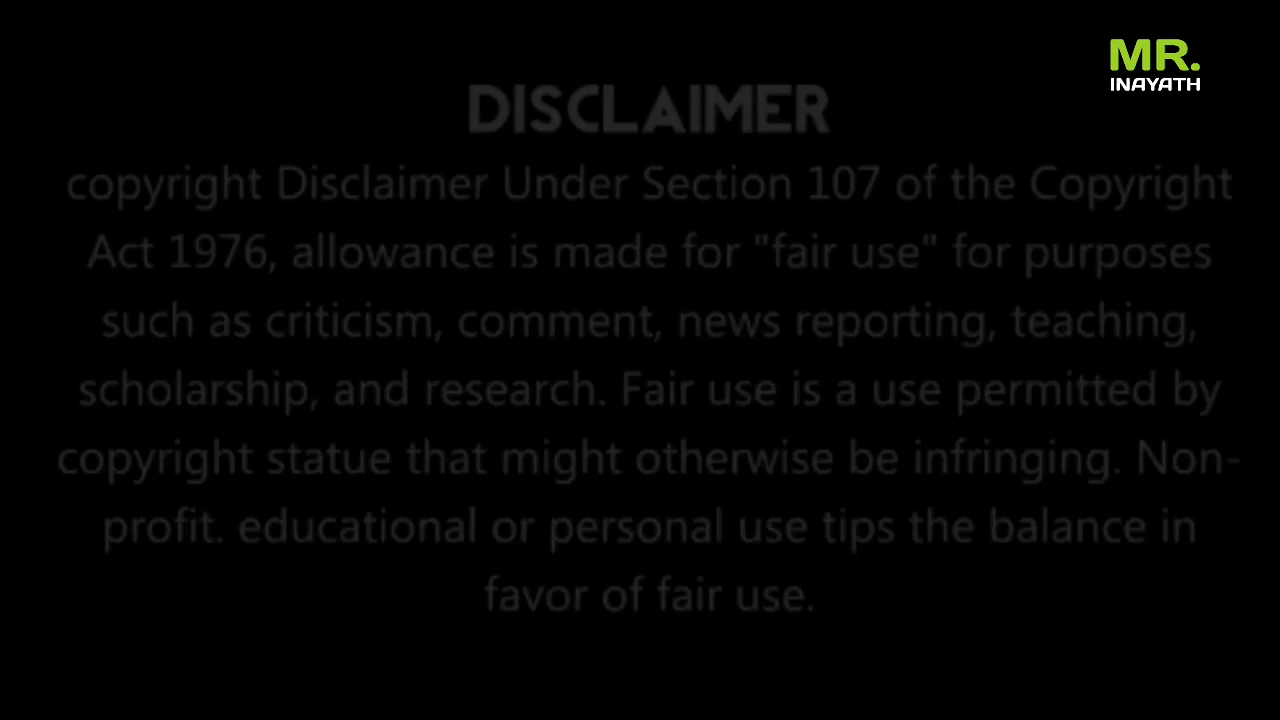 MR.
INAYATH
DISCLAIMER
copyright Disclaimer Under Section 107 of the Copyright
Act 1976, allowance is made for "fair use" for purposes
such as criticism, comment, news reporting, teaching,
scholarship, and research. Fair use is a use permitted by
copyright statue that might otherwise be infringing. Non-
profit. educational or personal use tips the balance in
favor of fair use.